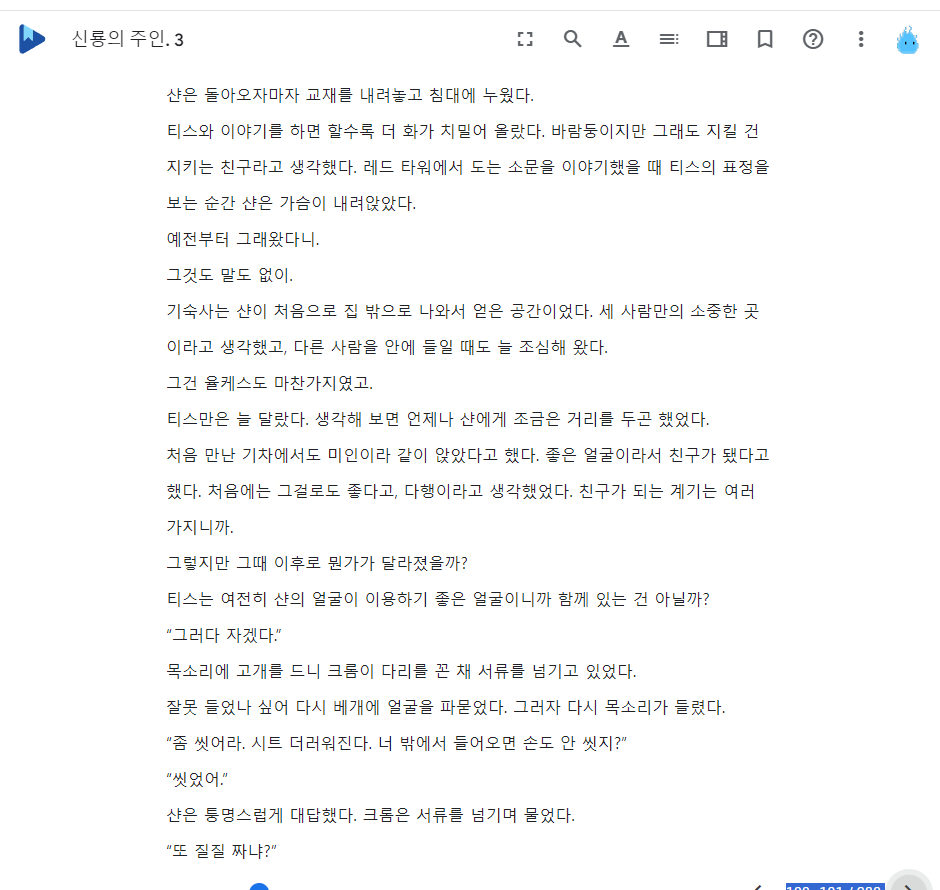 신룡의 주인. 3
샨은 돌아오자마자 교재를 내려놓고 침대에 누웠다.
티스와 이야기를 하면 할수록 더 화가 치밀어 올랐다. 바람둥이지만 그래도 지킬 건
지키는 친구라고 생각했다. 레드 타워에서 도는 소문을 이야기했을 때 티스의 표정을
보는 순간 샨은 가슴이 내려앉았다.
예전부터 그래왔다니.
그것도 말도 없이.
기숙사는 샨이 처음으로 집 밖으로 나와서 얻은 공간이었다. 세 사람만의 소중한 곳
이라고 생각했고, 다른 사람을 안에 들일 때도 늘 조심해 왔다.
그건 율케스도 마찬가지였고.
티스만은 늘 달랐다. 생각해 보면 언제나 샨에게 조금은 거리를 두곤 했었다.
처음 만난 기차에서도 미인이라 같이 앉았다고 했다. 좋은 얼굴이라서 친구가 됐다고
했다. 처음에는 그걸로도 좋다고, 다행이라고 생각했었다. 친구가 되는 계기는 여러
가지니까.
그렇지만 그때 이후로 뭔가가 달라졌을까?
티스는 여전히 샨의 얼굴이 이용하기 좋은 얼굴이니까 함께 있는 건 아닐까?
“그러다 자겠다.”
목소리에 고개를 드니 크롬이 다리를 꼰 채 서류를 넘기고 있었다.
잘못 들었나 싶어 다시 베개에 얼굴을 파묻었다. 그러자 다시 목소리가 들렸다.
“좀 씻어라. 시트 더러워진다. 너 밖에서 들어오면 손도 안 씻지?”
“씻었어.”
샨은 퉁명스럽게 대답했다. 크롬은 서류를 넘기며 물었다.
“또 질질 짜냐?”